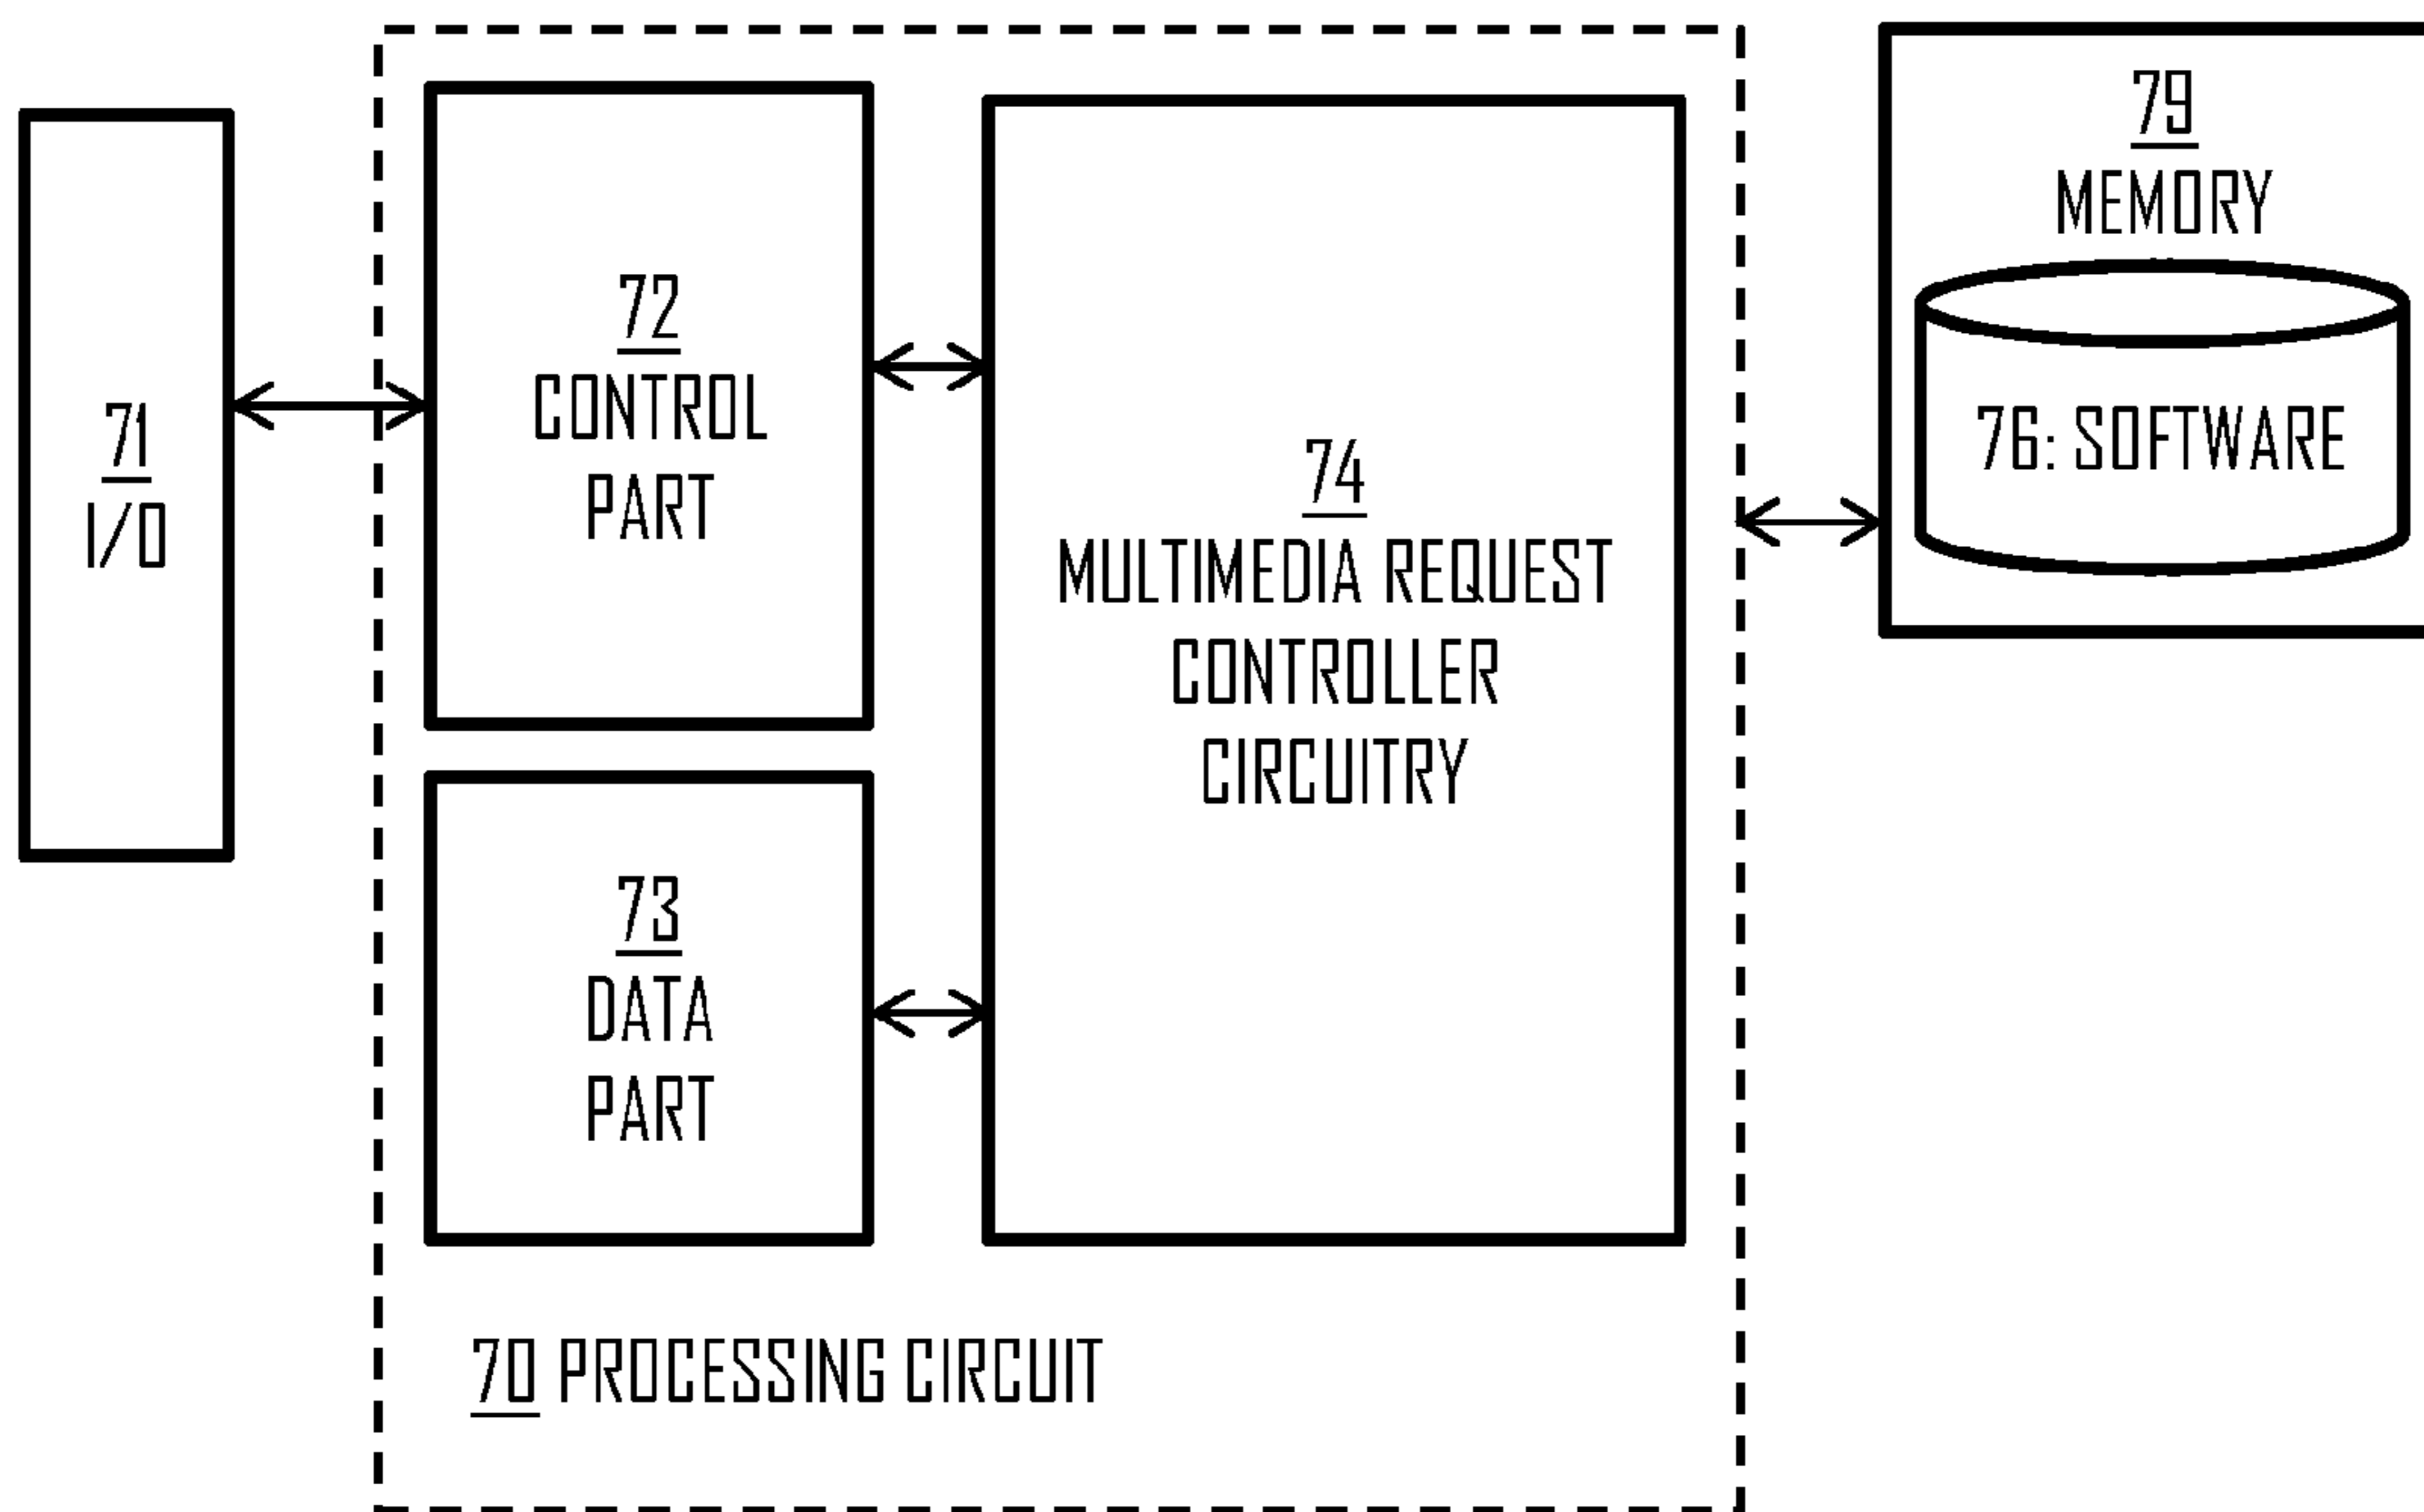 71
I/O
72
CONTROL
PART
73
DATA
PART
74
MULTIMEDIA REQUEST
CONTROLLER
CIRCUITRY
70 PROCESSING CIRCUIT
79
MEMORY
76: SOFTWARE